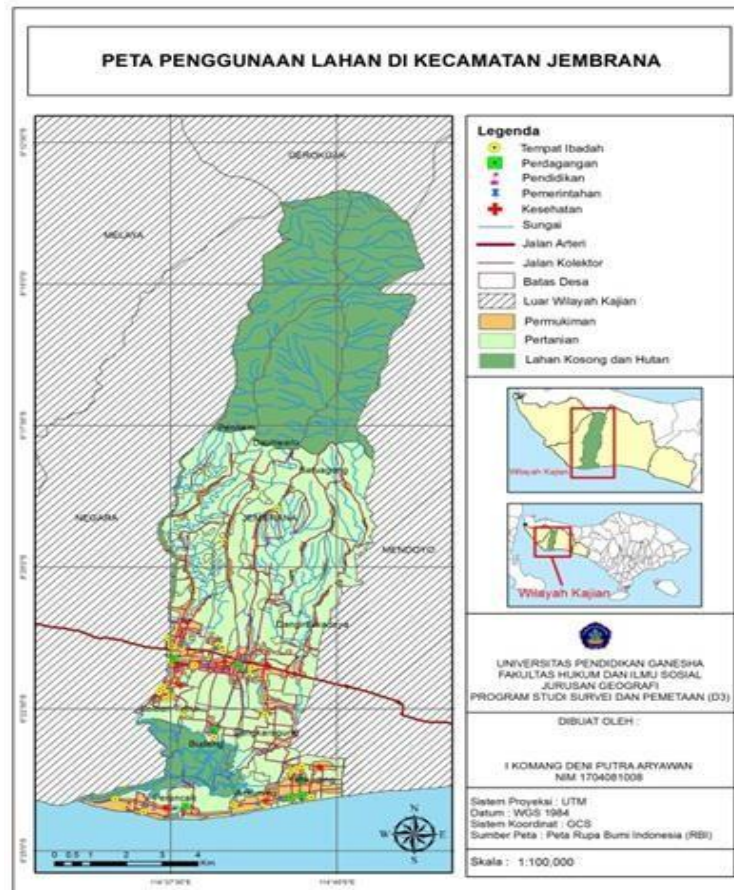 PETA PENGGUNAAN LAHAN DI KECAMATAN JEMBRANA
GEROKGAK
MELAYA
NEGARA
JEMBRANA
MENDOYO
Budeng
N
W
E
S
0 0.5 1 2 3 4
Km
Legenda
Tempat Ibadah
Perdagangan
Pendidikan
Pemerintahan
Kesehatan
Sungai
Jalan Arteri
Jalan Kolektor
Batas Desa
Luar Wilayah Kajian
Permukiman
Pertanian
Lahan Kosong dan Hutan
Wilayah Kajian
Wilayah Kajian
UNIVERSITAS PENDIDIKAN GANESHA
FAKULTAS HUKUM DAN ILMU SOSIAL
JURUSAN GEOGRAFI
PROGRAM STUDI SURVEI DAN PEMETAAN (D3)
DIBUAT OLEH :
I KOMANG DENI PUTRA ARYAWAN
NIM 1704081008
Sistem Proyeksi : UTM
Datum : WGS 1984
Sistem Koordinat : GCS
Sumber Peta : Peta Rupa Bumi Indonesia (RBI)
Skala : 1:100,000